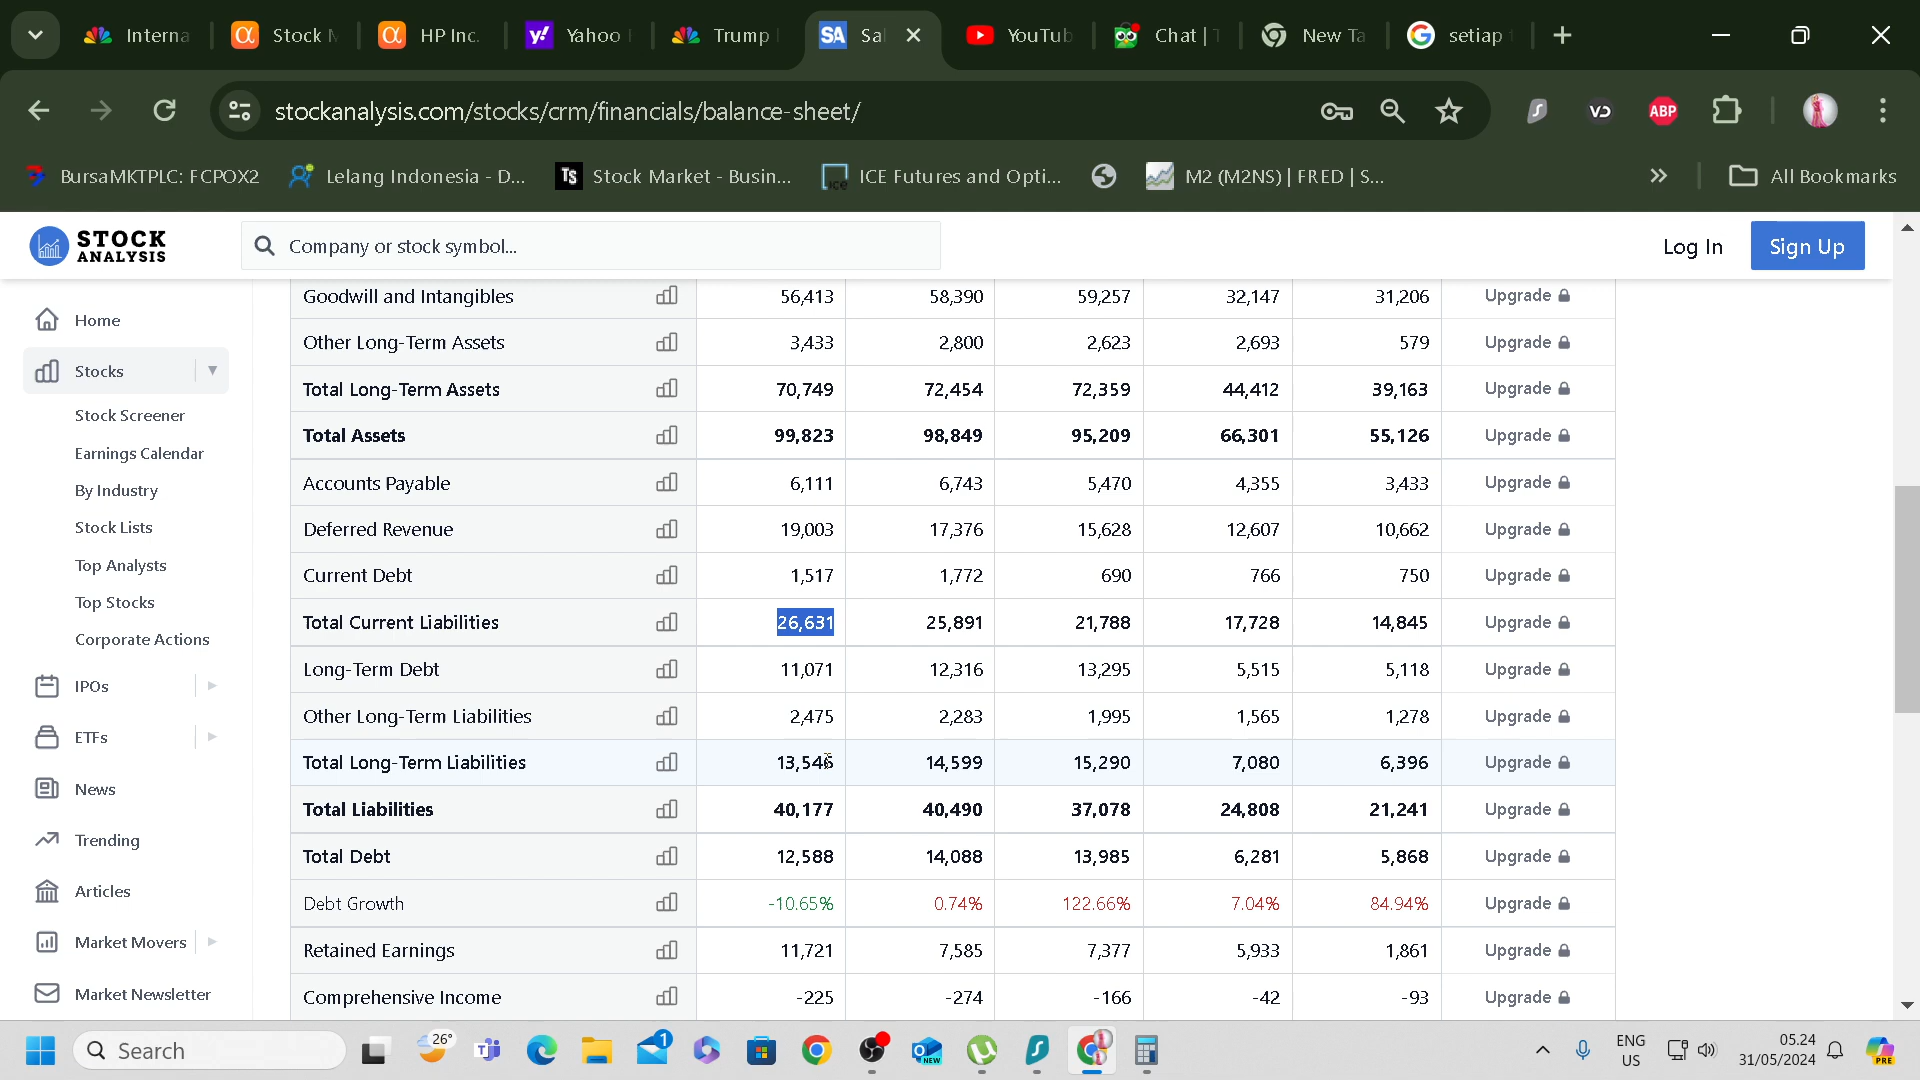 Interna
Stock M
HP Inc.
Yahoo
Trump
Sal
YouTub
Chat | T
New Ta
setiap
stockanalysis.com/stocks/crm/financials/balance-sheet/
ABP
BursaMKTPLC: FCPOX2
Lelang Indonesia - D...
Stock Market - Busin...
ICE Futures and Opti...
M2 (M2NS) | FRED | S...
All Bookmarks
STOCK ANALYSIS
Company or stock symbol...
Log In
Sign Up
Home
Stocks
Stock Screener
Earnings Calendar
By Industry
Stock Lists
Top Analysts
Top Stocks
Corporate Actions
IPOs
ETFs
News
Trending
Articles
Market Movers
Market Newsletter
Goodwill and Intangibles 56,413 58,390 59,257 32,147 31,206 Upgrade
Other Long-Term Assets 3,433 2,800 2,623 2,693 579 Upgrade
Total Long-Term Assets 70,749 72,454 72,359 44,412 39,163 Upgrade
Total Assets 99,823 98,849 95,209 66,301 55,126 Upgrade
Accounts Payable 6,111 6,743 5,470 4,355 3,433 Upgrade
Deferred Revenue 19,003 17,376 15,628 12,607 10,662 Upgrade
Current Debt 1,517 1,772 690 766 750 Upgrade
Total Current Liabilities 26,631 25,891 21,788 17,728 14,845 Upgrade
Long-Term Debt 11,071 12,316 13,295 5,515 5,118 Upgrade
Other Long-Term Liabilities 2,475 2,283 1,995 1,565 1,278 Upgrade
Total Long-Term Liabilities 13,546 14,599 15,290 7,080 6,396 Upgrade
Total Liabilities 40,177 40,490 37,078 24,808 21,241 Upgrade
Total Debt 12,588 14,088 13,985 6,281 5,868 Upgrade
Debt Growth -10.65% 0.74% 122.66% 7.04% 84.94% Upgrade
Retained Earnings 11,721 7,585 7,377 5,933 1,861 Upgrade
Comprehensive Income -225 -274 -166 -42 -93 Upgrade
Search
26°
1
NEW
ENG
US
05.24
31/05/2024
PRE